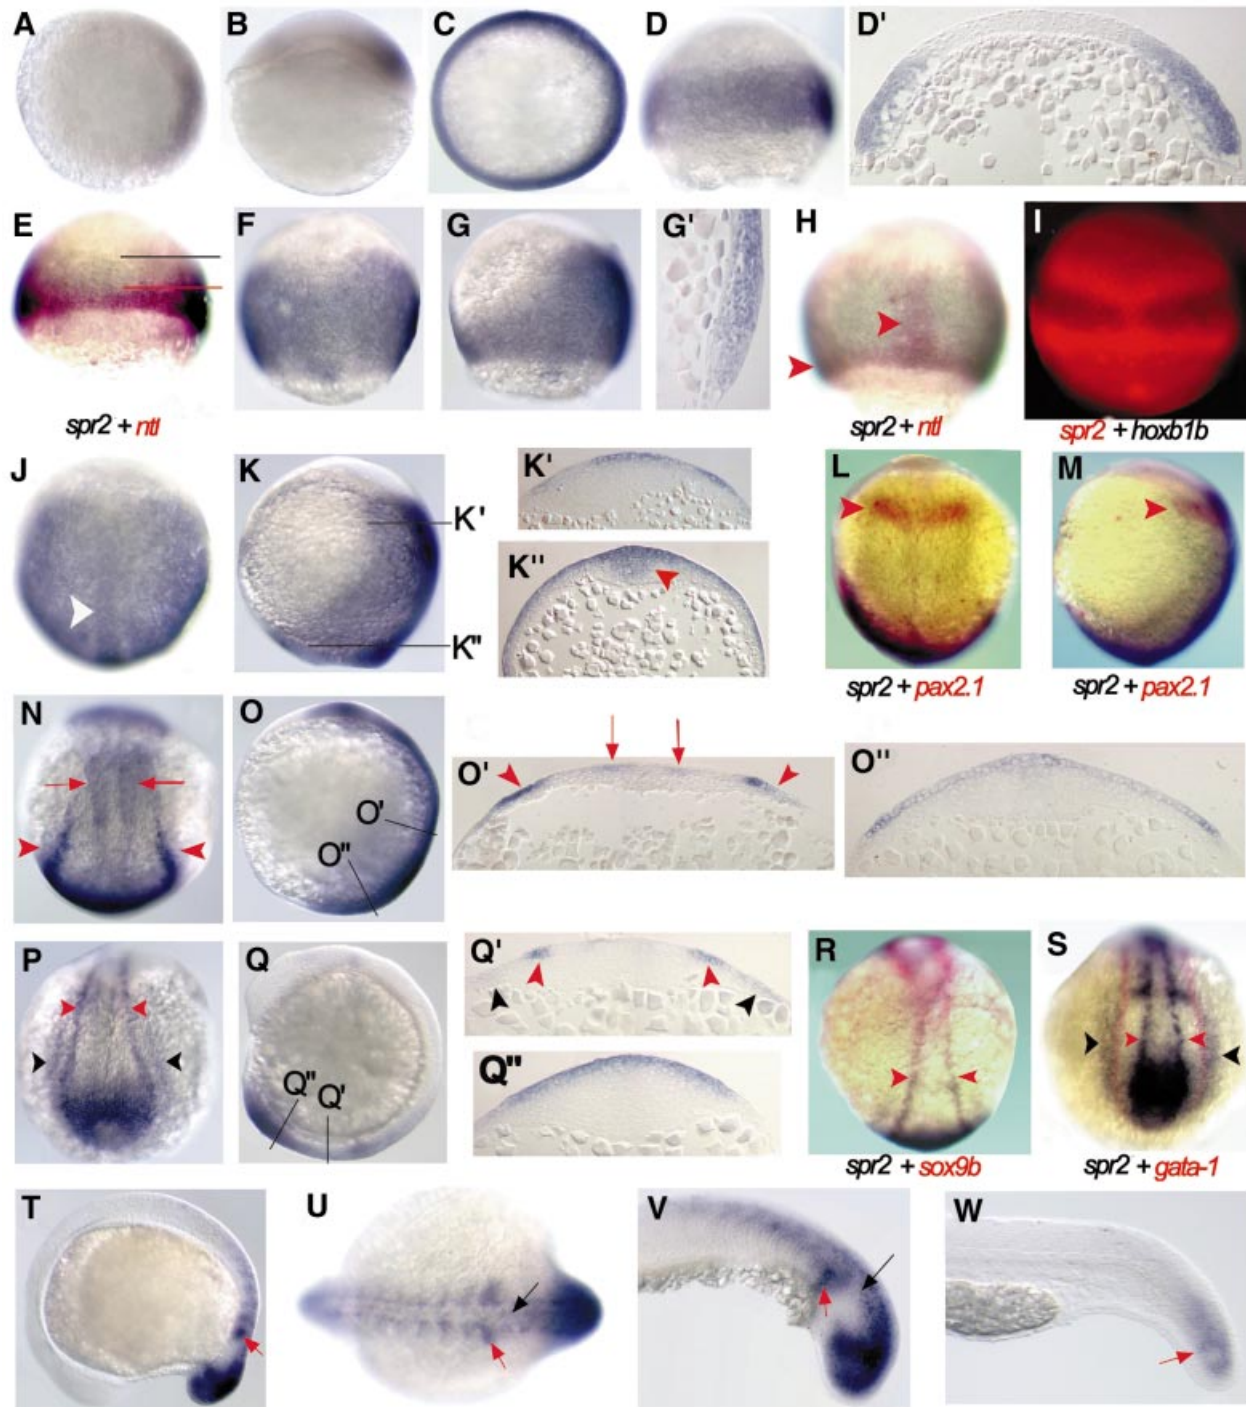 A
B
C
D
D'
E
F
G
G'
H
I
spr2 + ntl
spr2 + ntl
spr2 + hoxb1b
J
K
K'
K''
K'
K''
L
M
spr2 + pax2.1
spr2 + pax2.1
N
O
O'
O''
O'
O''
P
Q
Q''
Q'
Q'
Q''
R
S
spr2 + sox9b
spr2 + gata-1
T
U
V
W